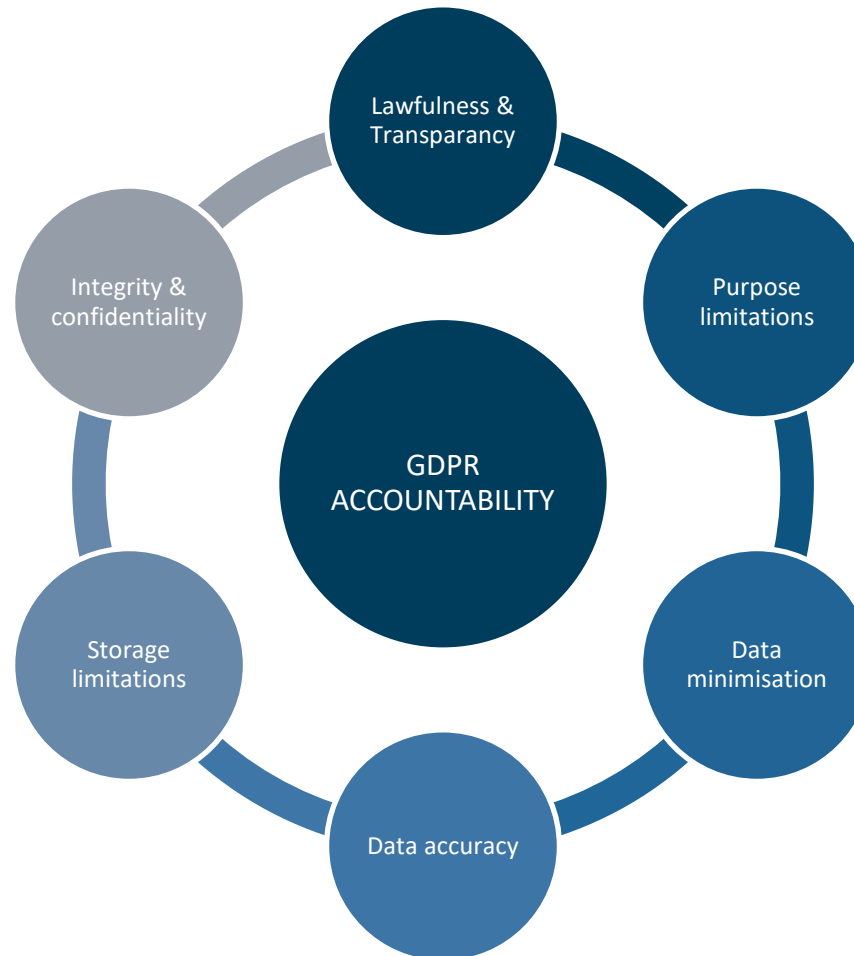 Lawfulness &
Transparancy
Purpose
limitations
Data
minimisation
Data accuracy
Storage
limitations
Integrity &
confidentiality
GDPR
ACCOUNTABILITY